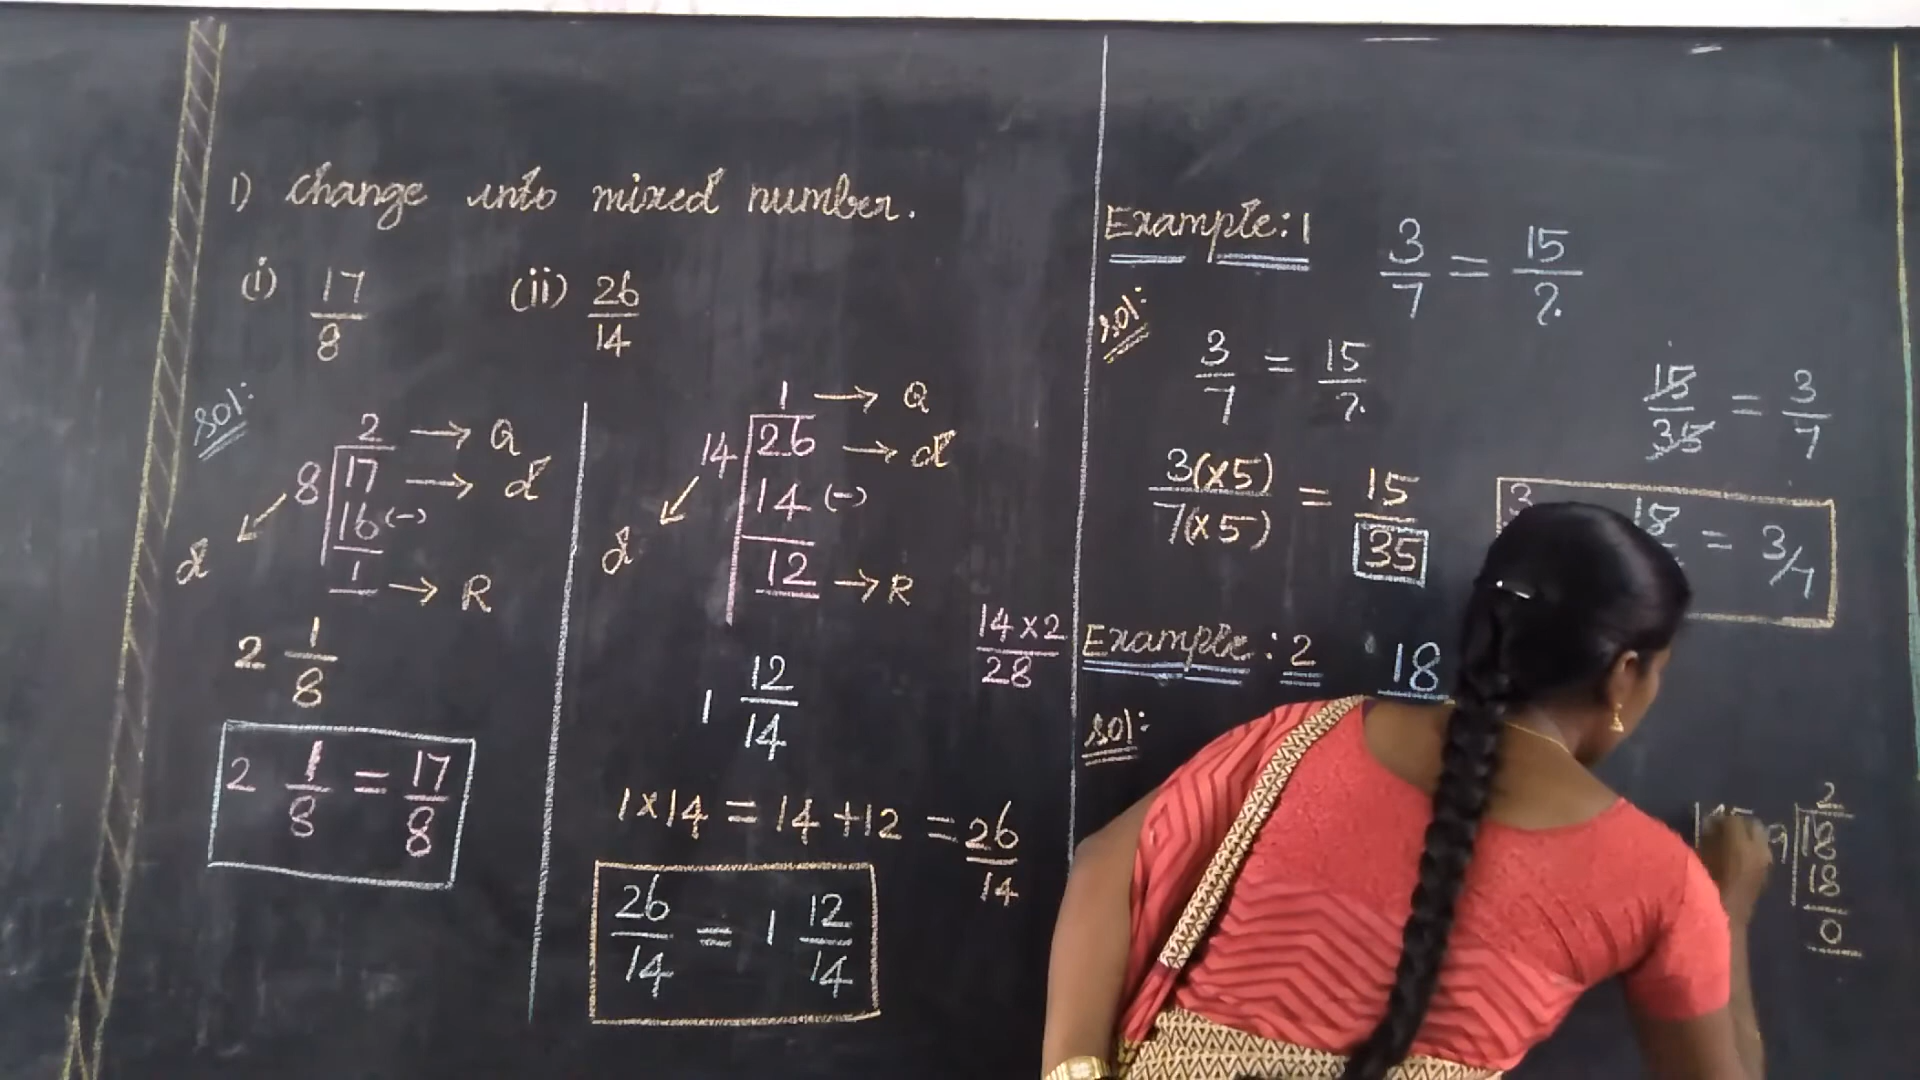 1) change into mixed number.
(i) 17/8 (ii) 26/14
sol:
2 → Q
8 17 → d
16 (-)
d
1 → R
2 1/8
2 1/8 = 17/8
1 → Q
14 26 → d
14 (-)
d
12 → R
1 12/14
14 × 2
28
1 × 14 = 14 + 12 = 26/14
26/14 = 1 12/14
Example: 1 3/7 = 15/?
sol:
3/7 = 15/?
15/35 = 3/7
3(×5)/7(×5) = 15/35
3 18 = 3/7
Example: 2 18
sol:
2
9 18
18
0